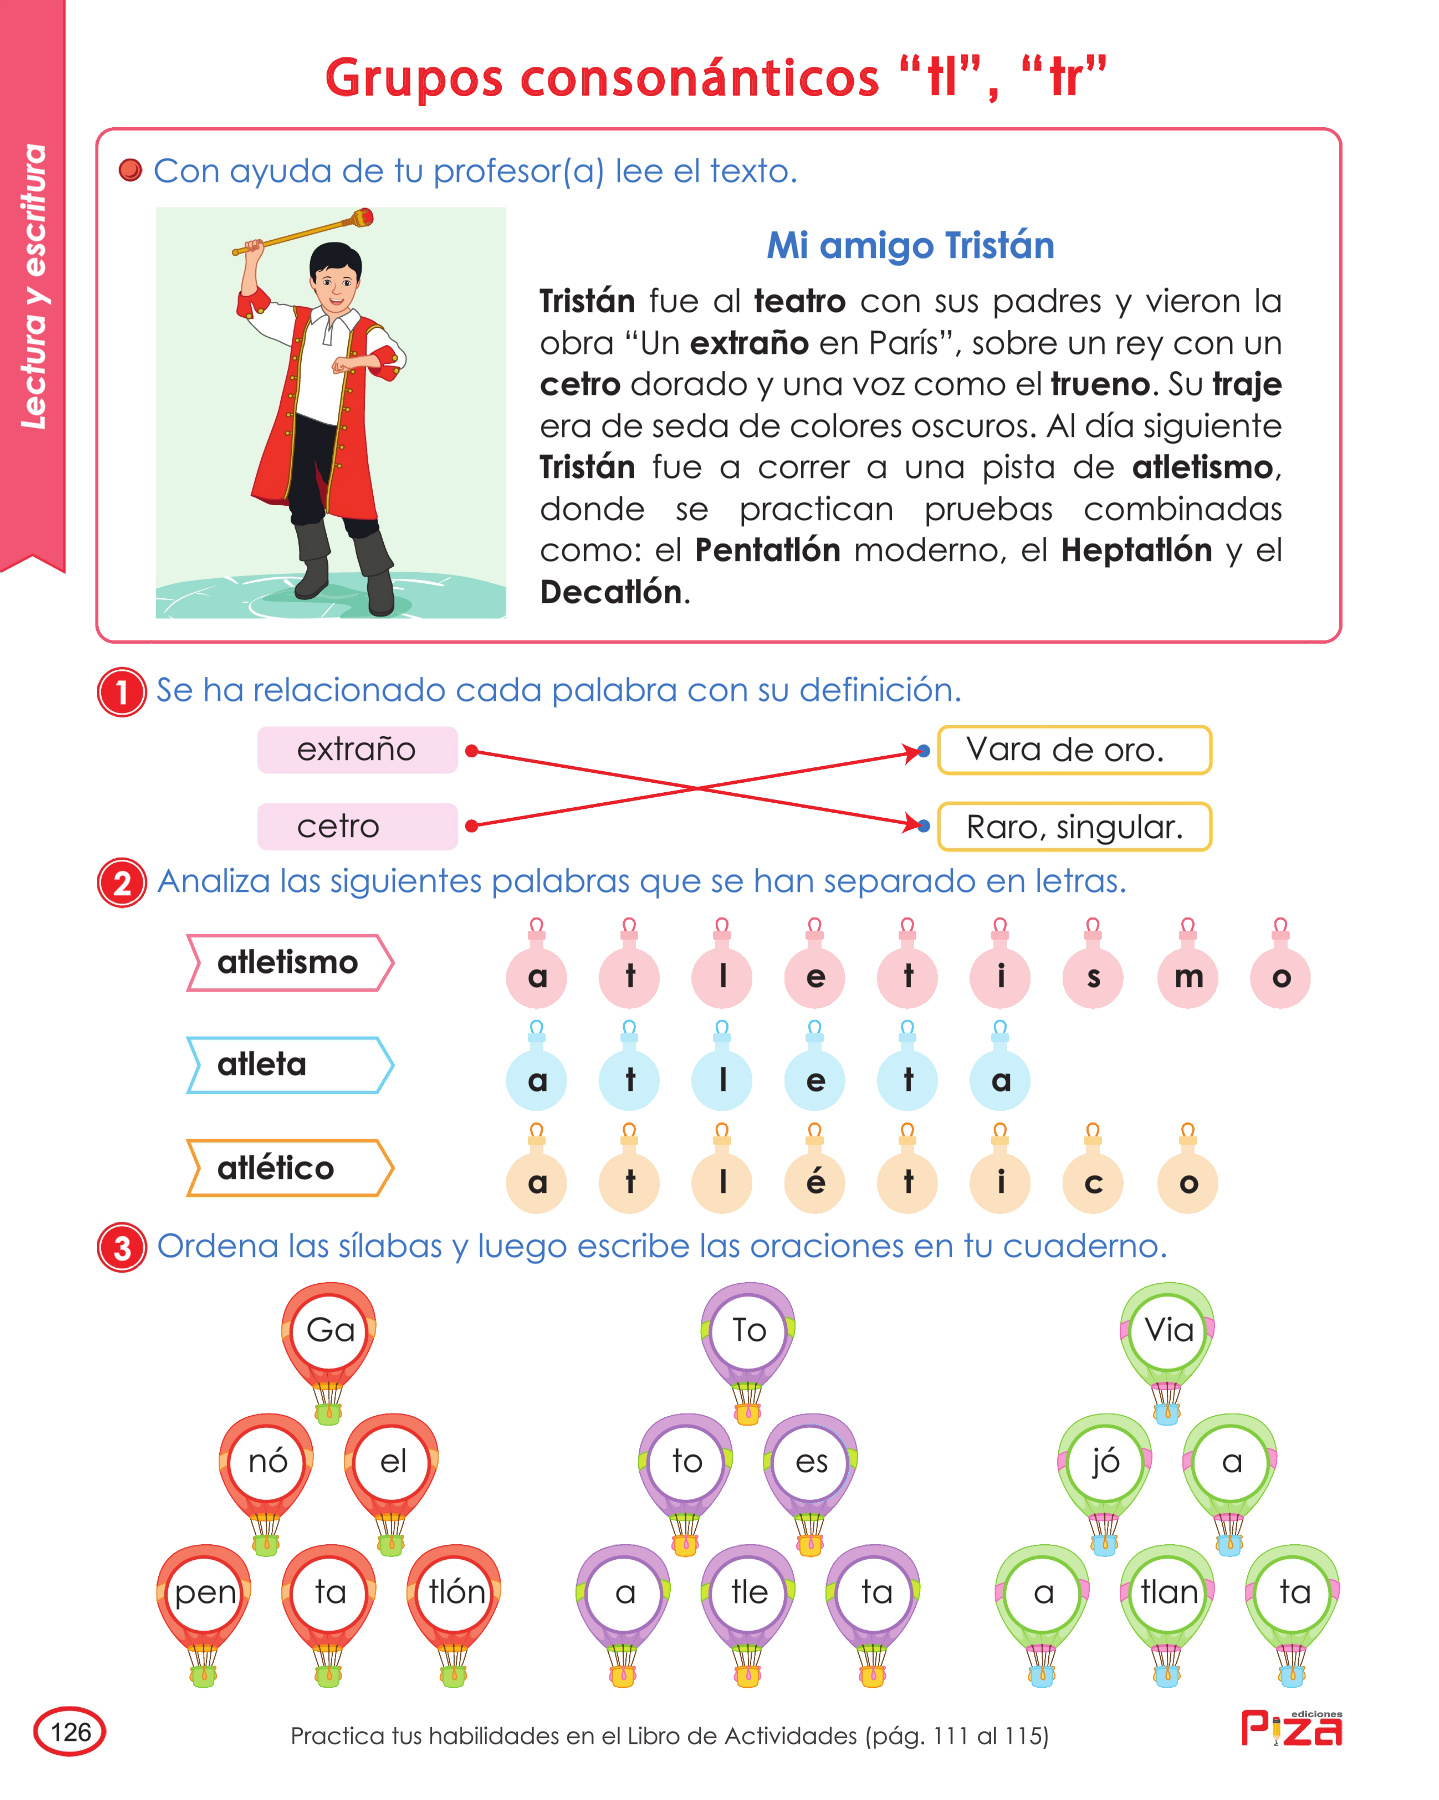 Grupos consonánticos “tl”, “tr”
Lectura y escritura
Con ayuda de tu profesor(a) lee el texto.
Mi amigo Tristán
Tristán fue al teatro con sus padres y vieron la
obra “Un extraño en París”, sobre un rey con un
cetro dorado y una voz como el trueno. Su traje
era de seda de colores oscuros. Al día siguiente
Tristán fue a correr a una pista de atletismo,
donde se practican pruebas combinadas
como: el Pentatlón moderno, el Heptatlón y el
Decatlón.
1 Se ha relacionado cada palabra con su definición.
extraño Vara de oro.
cetro Raro, singular.
2 Analiza las siguientes palabras que se han separado en letras.
atletismo a t l e t i s m o
atleta a t l e t a
atlético a t l é t i c o
3 Ordena las sílabas y luego escribe las oraciones en tu cuaderno.
Ga To Via
nó el to es jó a
pen ta tlón a tle ta a tlan ta
126
Practica tus habilidades en el Libro de Actividades (pág. 111 al 115)
ediciones
Piza